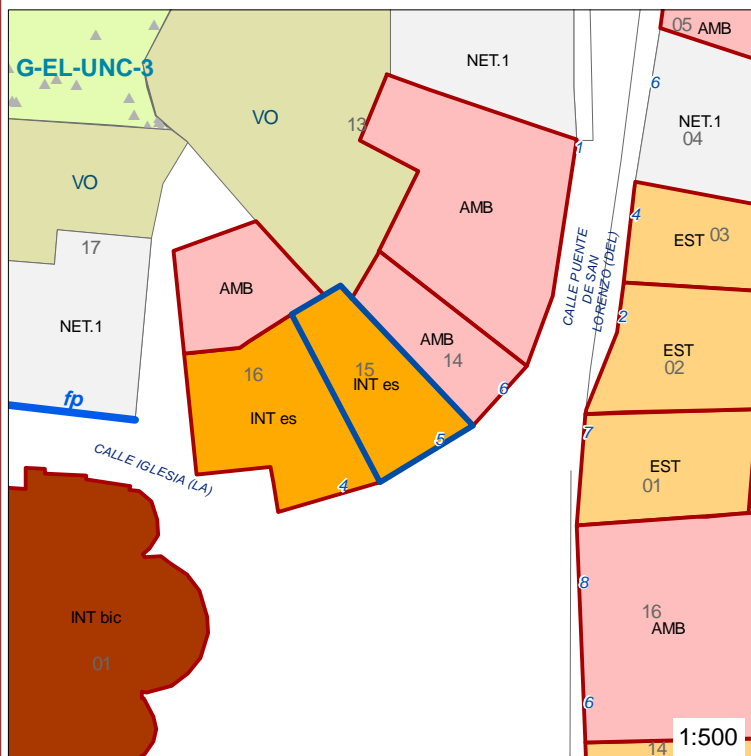 05 AMB
NET.1
G-EL-UNC-3
6
VO
13
NET.1
04
1
VO
AMB
4
EST 03
17
CALLE PUENTE
DE SAN
LORENZO (DEL)
AMB
2
NET.1
AMB
14
EST
02
16
15
INT es
6
fp
INT es
7
5
CALLE IGLESIA (LA)
EST
01
4
8
16
AMB
INT bic
01
6
14
1:500